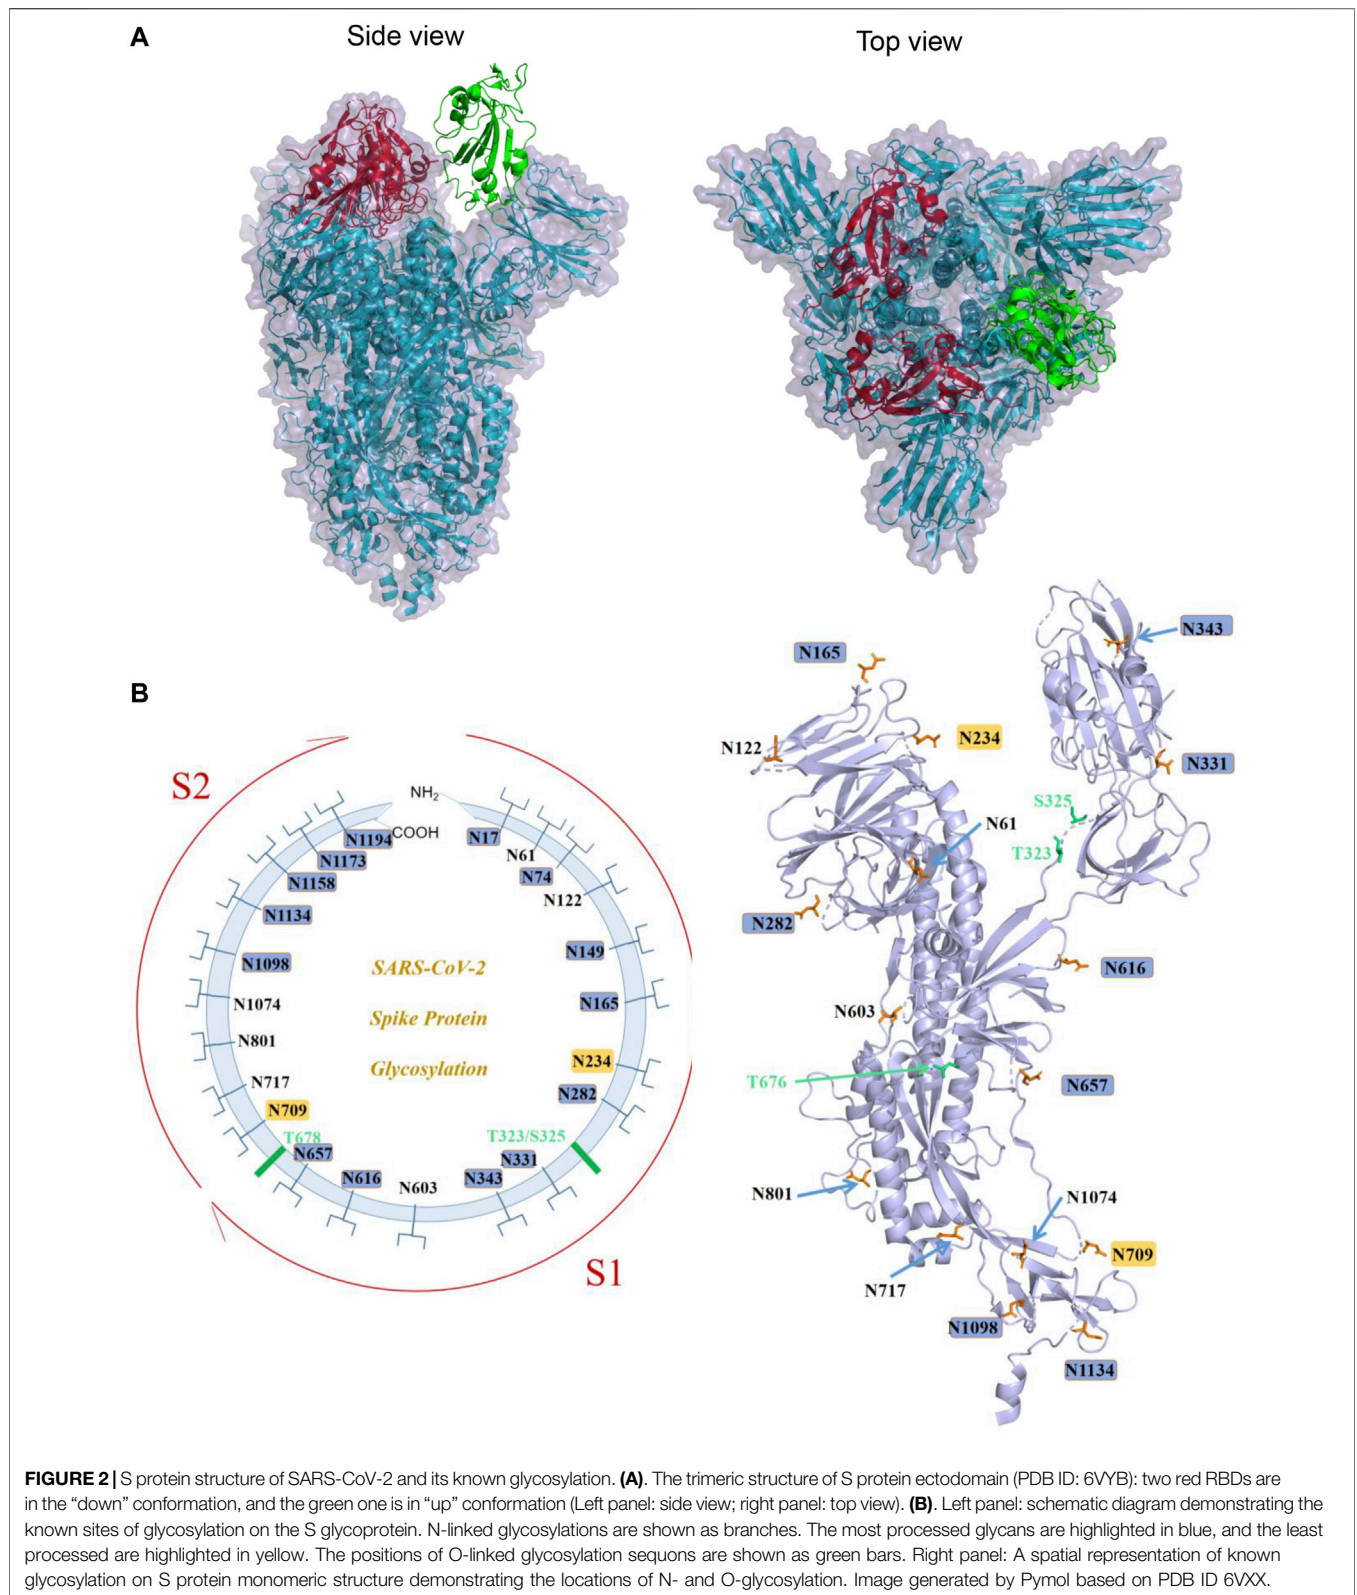 A
Side view
Top view
B
S2
S1
NH2
COOH
N17
N61
N74
N122
N149
N165
N234
N282
T323/S325
N331
N343
N603
N616
N657
T678
N709
N717
N801
N1074
N1098
N1134
N1158
N1173
N1194
SARS-CoV-2
Spike Protein
Glycosylation
N165
N343
N122
N234
N331
S325
N61
T323
N282
N616
N603
T676
N657
N801
N1074
N709
N717
N1098
N1134
FIGURE 2 | S protein structure of SARS-CoV-2 and its known glycosylation. (A). The trimeric structure of S protein ectodomain (PDB ID: 6VYB): two red RBDs are
in the “down” conformation, and the green one is in “up” conformation (Left panel: side view; right panel: top view). (B). Left panel: schematic diagram demonstrating the
known sites of glycosylation on the S glycoprotein. N-linked glycosylations are shown as branches. The most processed glycans are highlighted in blue, and the least
processed are highlighted in yellow. The positions of O-linked glycosylation sequons are shown as green bars. Right panel: A spatial representation of known
glycosylation on S protein monomeric structure demonstrating the locations of N- and O-glycosylation. Image generated by Pymol based on PDB ID 6VXX.